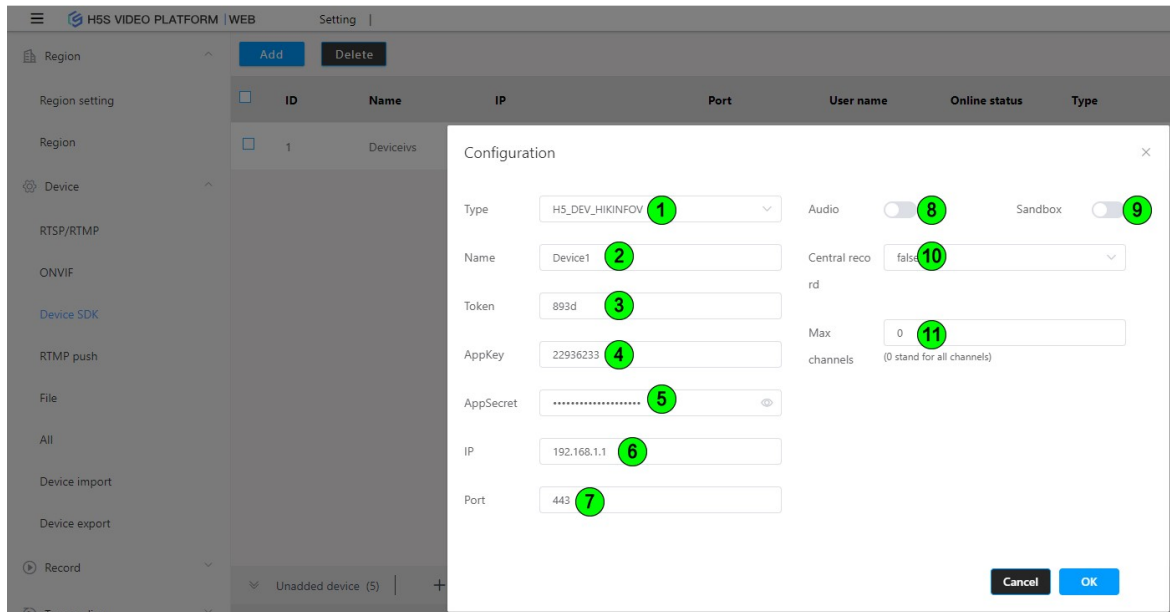 H5S VIDEO PLATFORM | WEB
Setting |
Region
Region setting
Region
Device
RTSP/RTMP
ONVIF
Device SDK
RTMP push
File
All
Device import
Device export
Record
Add
Delete
ID Name IP Port User name Online status Type
1 Deviceivs
Unadded device (5)
Configuration
Type H5_DEV_HIKINFOV 1
Name Device1 2
Token 893d 3
AppKey 22936233 4
AppSecret •••••••••••••••••••• 5
IP 192.168.1.1 6
Port 443 7
Audio 8
Sandbox 9
Central reco
rd
false 10
Max
channels
0 11
(0 stand for all channels)
Cancel
OK